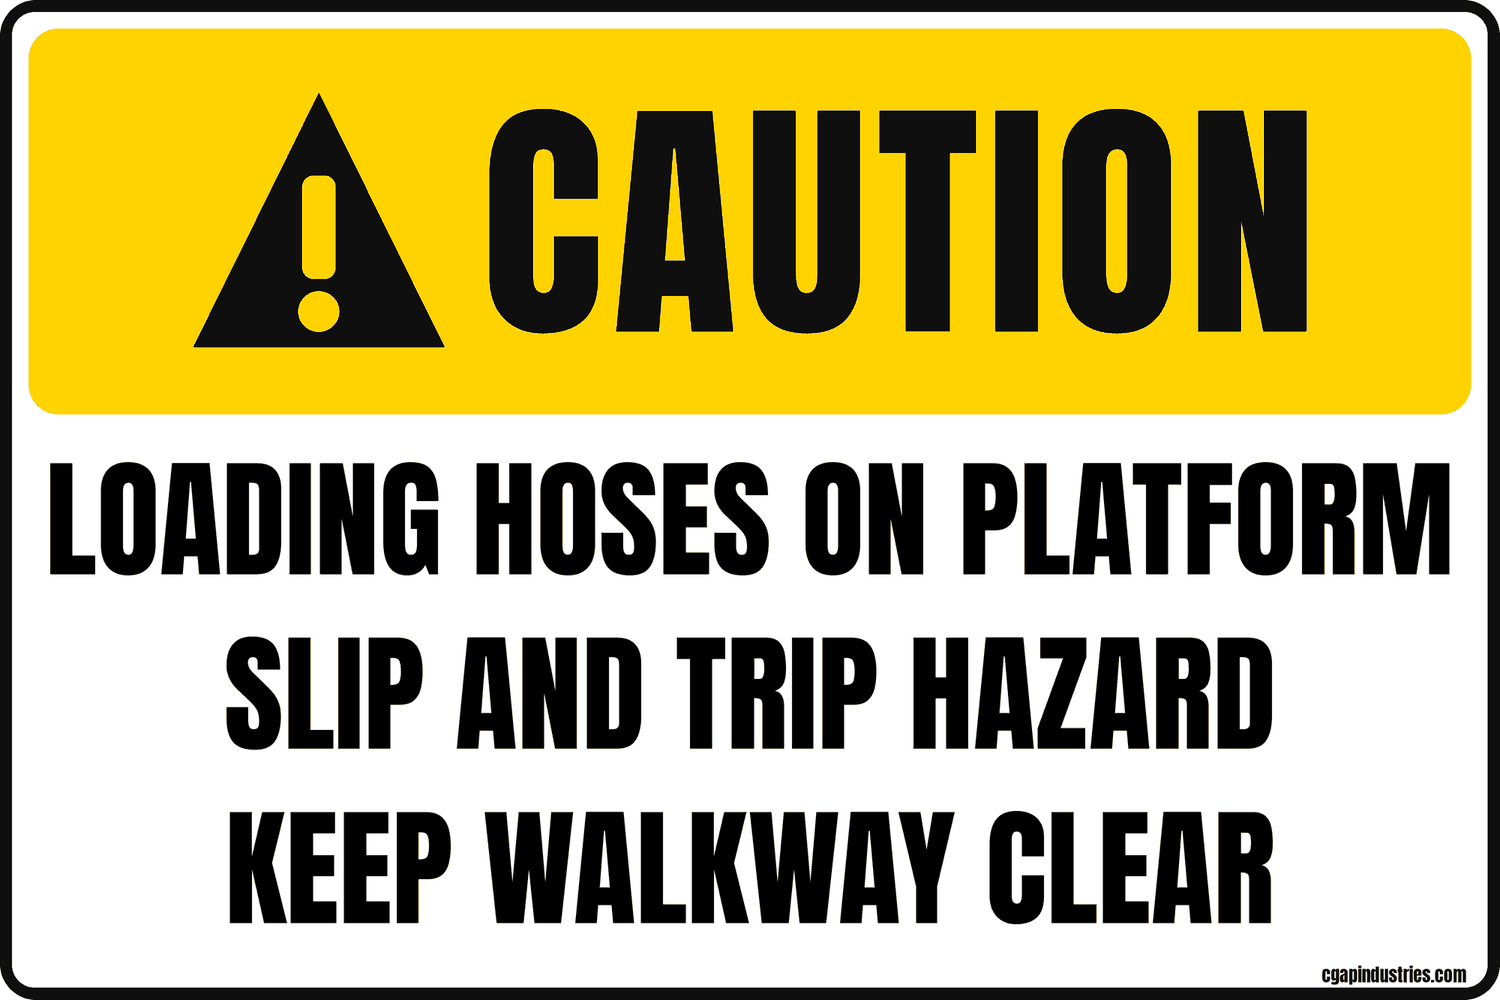 CAUTION
LOADING HOSES ON PLATFORM
SLIP AND TRIP HAZARD
KEEP WALKWAY CLEAR
cgapindustries.com